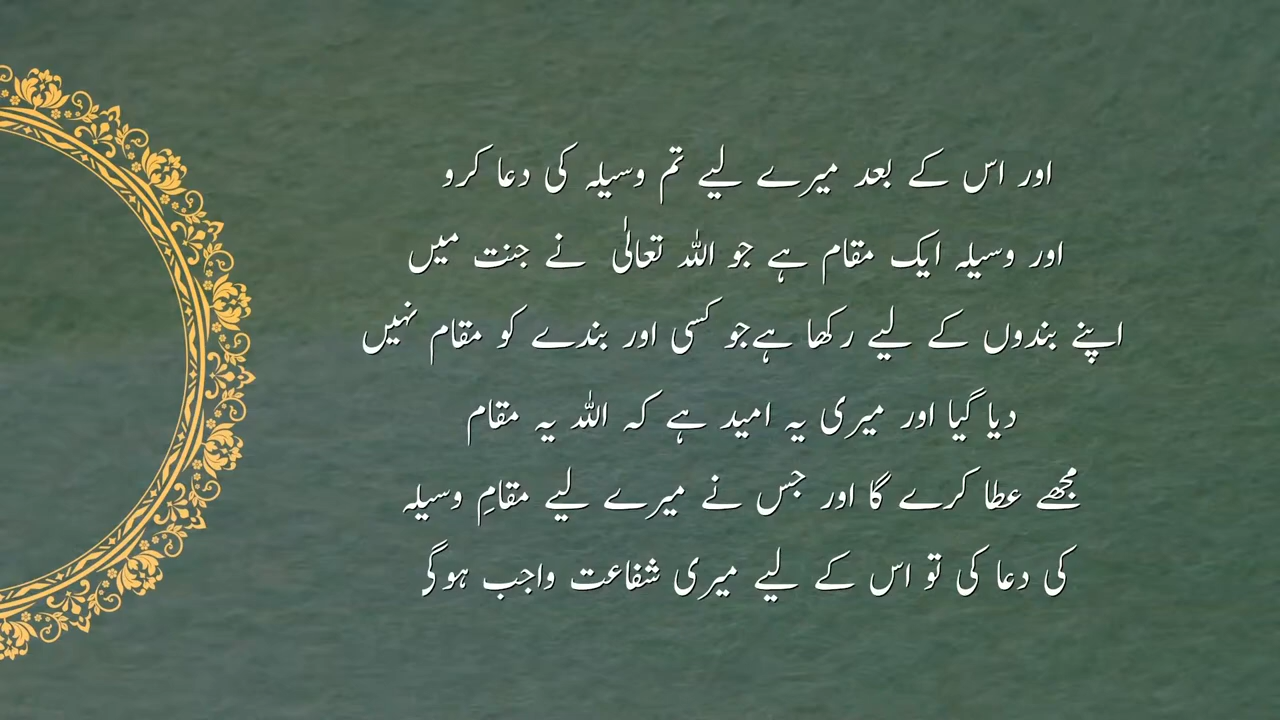 اور اس کے بعد میرے لیے تم وسیلہ کی دعا کرو
اور وسیلہ ایک مقام ہے جو اللہ تعالیٰ نے جنت میں
اپنے بندوں کے لیے رکھا ہےجو کسی اور بندے کو مقام نہیں
دیا گیا اور میری یہ امید ہے کہ اللہ یہ مقام
مجھے عطا کرے گا اور جس نے میرے لیے مقامِ وسیلہ
کی دعا کی تو اس کے لیے میری شفاعت واجب ہوگی